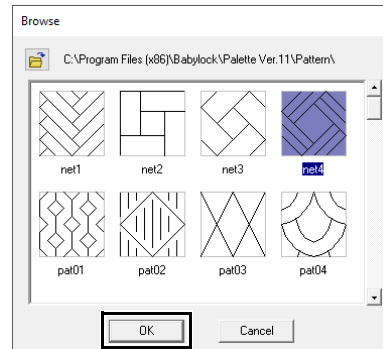 Browse
C:\Program Files (x86)\Babylock\Palette Ver.11\Pattern\
net1 net2 net3 net4
pat01 pat02 pat03 pat04
OK Cancel